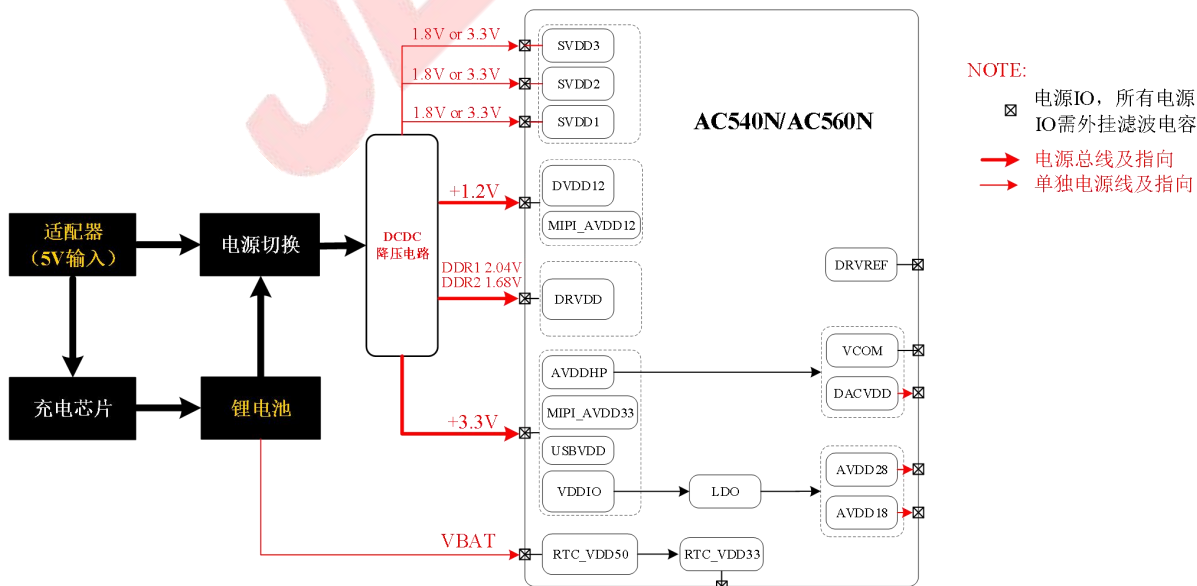 1.8V or 3.3V
SVDD3
1.8V or 3.3V
SVDD2
1.8V or 3.3V
SVDD1
AC540N/AC560N
NOTE:
电源IO，所有电源
IO需外挂滤波电容
电源总线及指向
单独电源线及指向
+1.2V
DVDD12
MIPI_AVDD12
适配器
（5V输入）
电源切换
DCDC
降压电路
DDR1 2.04V
DDR2 1.68V
DRVDD
DRVREF
AVDDHP
VCOM
DACVDD
充电芯片
锂电池
+3.3V
MIPI_AVDD33
USBVDD
VDDIO
LDO
AVDD28
AVDD18
VBAT
RTC_VDD50
RTC_VDD33